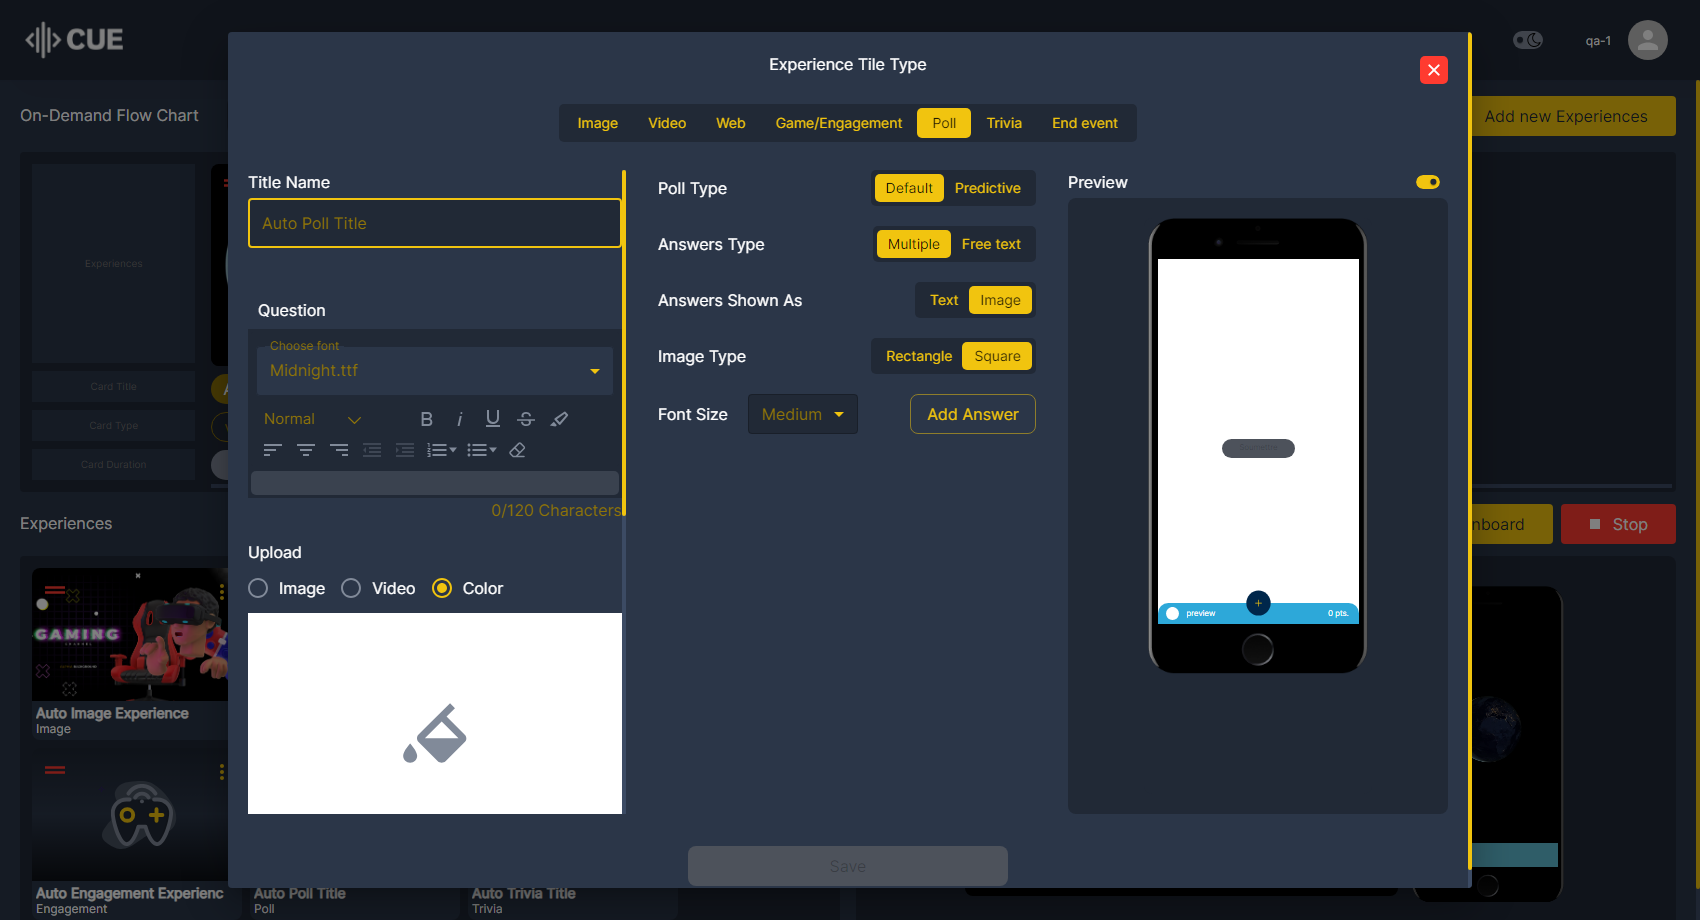 CUE
Experience Tile Type
qa-1
On-Demand Flow Chart
Add new Experiences
Image
Video
Web
Game/Engagement
Poll
Trivia
End event
Title Name
Auto Poll Title
Poll Type
Default
Predictive
Preview
Answers Type
Multiple
Free text
Experiences
Answers Shown As
Text
Image
Question
Choose font
Midnight.ttf
Image Type
Rectangle
Square
Card Title
Normal
B
i
U
S
Font Size
Medium
Add Answer
Card Type
Card Duration
0/120 Characters
Experiences
Stop
Upload
Image
Video
Color
GAMING
preview
0 pts.
Auto Image Experience
Image
Save
Auto Engagement Experienc
Engagement
Auto Poll Title
Poll
Auto Trivia Title
Trivia